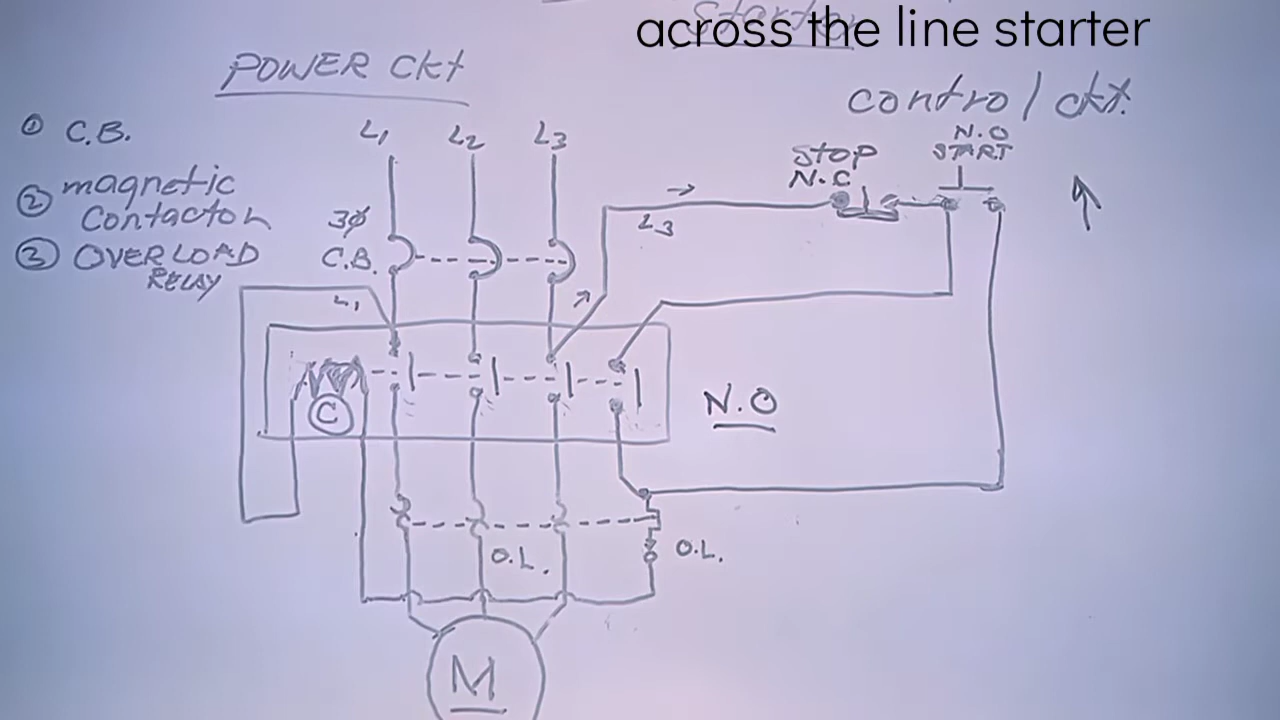 across the line starter
Starter
POWER CKt
control ckt.
① C.B.
② magnetic
Contactor
③ OVERLOAD
RELAY
L1
L2
L3
3Ø
C.B.
L1
L3
STOP
N.C
N.O
START
C
N.O
O.L.
O.L.
M